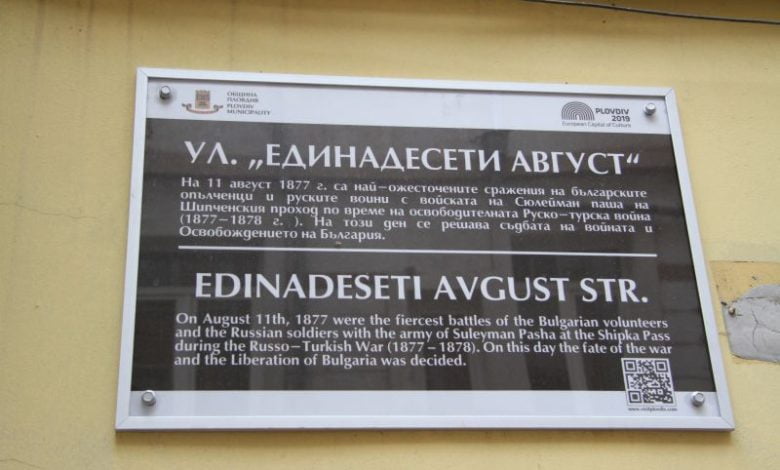 ОБЩИНА
ПЛОВДИВ
PLOVDIV
MUNICIPALITY
PLOVDIV
2019
European Capital of Culture
УЛ. „ЕДИНАДЕСЕТИ АВГУСТ“
На 11 август 1877 г. са най-ожесточените сражения на българските
опълченци и руските воини с войската на Сюлейман паша на
Шипченския проход по време на освободителната Руско-турска война
(1877-1878 г. ). На този ден се решава съдбата на войната и
Освобождението на България.
EDINADESETI AVGUST STR.
On August 11th, 1877 were the fiercest battles of the Bulgarian volunteers
and the Russian soldiers with the army of Suleyman Pasha at the Shipka Pass
during the Russo-Turkish War (1877-1878). On this day the fate of the war
and the Liberation of Bulgaria was decided.
www.visitplovdiv.com